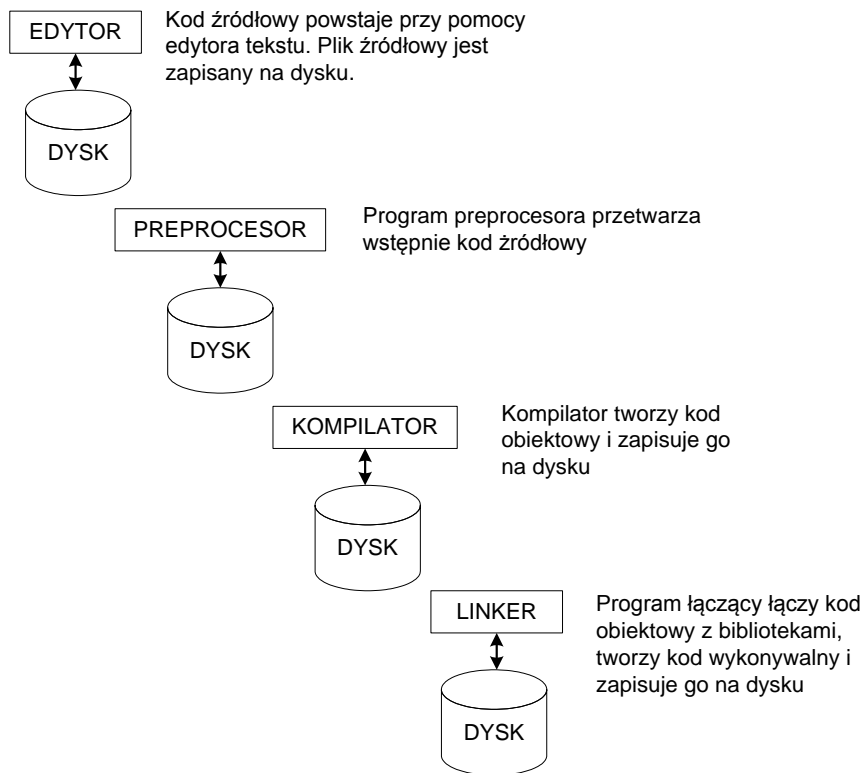 EDYTOR
Kod źródłowy powstaje przy pomocy
edytora tekstu. Plik źródłowy jest
zapisany na dysku.
DYSK
PREPROCESOR
Program preprocesora przetwarza
wstępnie kod żródłowy
DYSK
KOMPILATOR
Kompilator tworzy kod
obiektowy i zapisuje go
na dysku
DYSK
LINKER
Program łączący łączy kod
obiektowy z bibliotekami,
tworzy kod wykonywalny i
zapisuje go na dysku
DYSK